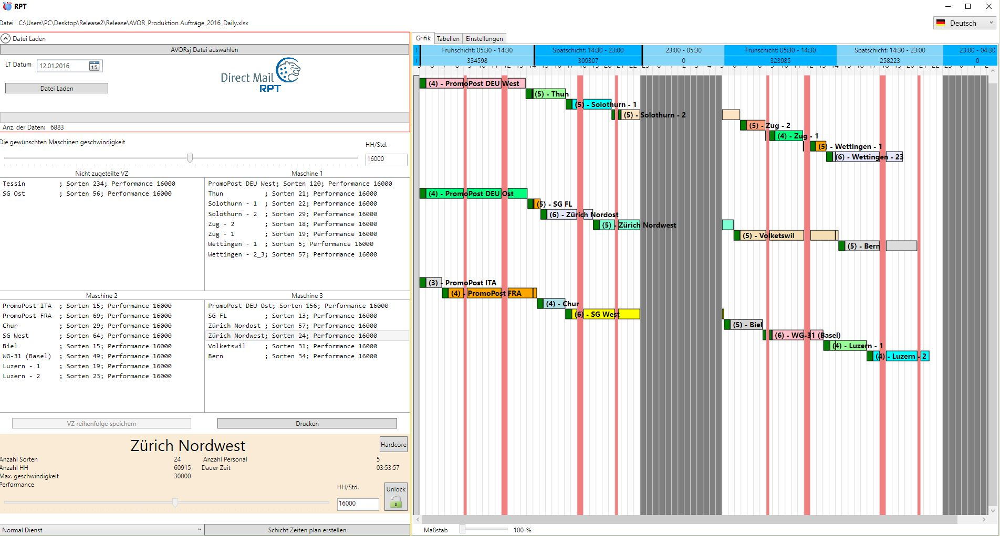 RPT
Datei C:\Users\PC\Desktop\Release2\Release\AVOR_Produktion Aufträge_2016_Daily.xlsx
Deutsch
Datei Laden
AVORsj Datei auswählen
LT Datum 12.01.2016 15
Direct Mail
RPT
Datei Laden
Anz. der Daten: 6883
Die gewünschten Maschinen geschwindigkeit
HH/Std.
16000
Nicht zugeteilte VZ
Tessin ; Sorten 234; Performance 16000
SG Ost ; Sorten 56; Performance 16000
Maschine 1
PromoPost DEU West; Sorten 120; Performance 16000
Thun ; Sorten 21; Performance 16000
Solothurn - 1 ; Sorten 22; Performance 16000
Solothurn - 2 ; Sorten 29; Performance 16000
Zug - 2 ; Sorten 18; Performance 16000
Zug - 1 ; Sorten 19; Performance 16000
Wettingen - 1 ; Sorten 5; Performance 16000
Wettingen - 2_3; Sorten 57; Performance 16000
Maschine 2
PromoPost ITA ; Sorten 15; Performance 16000
PromoPost FRA ; Sorten 69; Performance 16000
Chur ; Sorten 29; Performance 16000
SG West ; Sorten 64; Performance 16000
Biel ; Sorten 15; Performance 16000
WG-31 (Basel) ; Sorten 49; Performance 16000
Luzern - 1 ; Sorten 19; Performance 16000
Luzern - 2 ; Sorten 23; Performance 16000
Maschine 3
PromoPost DEU Ost; Sorten 156; Performance 16000
SG FL ; Sorten 13; Performance 16000
Zürich Nordost ; Sorten 57; Performance 16000
Zürich Nordwest; Sorten 24; Performance 16000
Volketswil ; Sorten 31; Performance 16000
Bern ; Sorten 34; Performance 16000
VZ reihenfolge speichern
Drucken
Zürich Nordwest
Hardcore
Anzahl Sorten 24 Anzahl Personal 5
Anzahl HH 60915 Dauer Zeit 03:53:57
Max. geschwindigkeit 30000
Performance
HH/Std.
16000
Unlock
Normal Dienst
Schicht Zeiten plan erstellen
Grifik Tabellen Einstellungen
Fruhschicht: 05:30 - 14:30 Spatschicht: 14:30 - 23:00 23:00 - 05:30 Fruhschicht: 05:30 - 14:30 Spatschicht: 14:30 - 23:00 23:00 - 04:30
334598 309307 0 323985 258223 0
(4) - PromoPost DEU West
(5) - Thun
(5) - Solothurn - 1
(5) - Solothurn - 2
(5) - Zug - 2
(4) - Zug - 1
(5) - Wettingen - 1
(6) - Wettingen - 23
(4) - PromoPost DEU Ost
(5) - SG FL
(6) - Zürich Nordost
(5) - Zürich Nordwest
(5) - Volketswil
(5) - Bern
(3) - PromoPost ITA
(4) - PromoPost FRA
(4) - Chur
(6) - SG West
(5) - Biel
(6) - WG-31 (Basel)
(4) - Luzern - 1
(4) - Luzern - 2
Maßstab 100 %